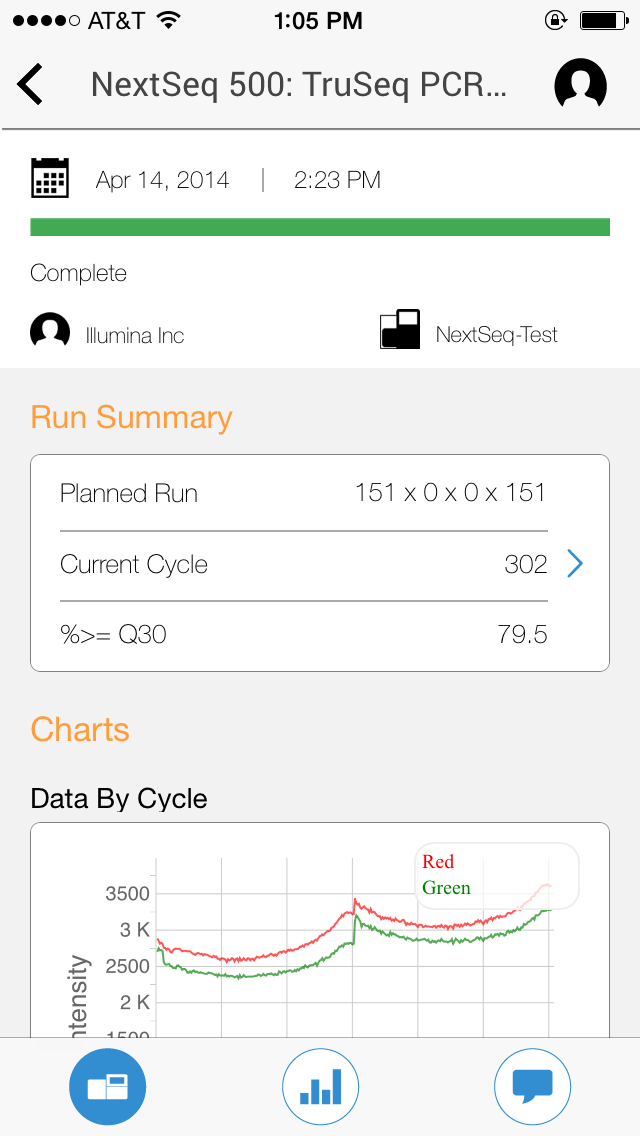 AT&T 1:05 PM
NextSeq 500: TruSeq PCR...
Apr 14, 2014 | 2:23 PM
Complete
Illumina Inc NextSeq-Test
Run Summary
Planned Run 151 x 0 x 0 x 151
Current Cycle 302
%>= Q30 79.5
Charts
Data By Cycle
Red
Green
3500
3 K
2500
2 K
1500
ntensity